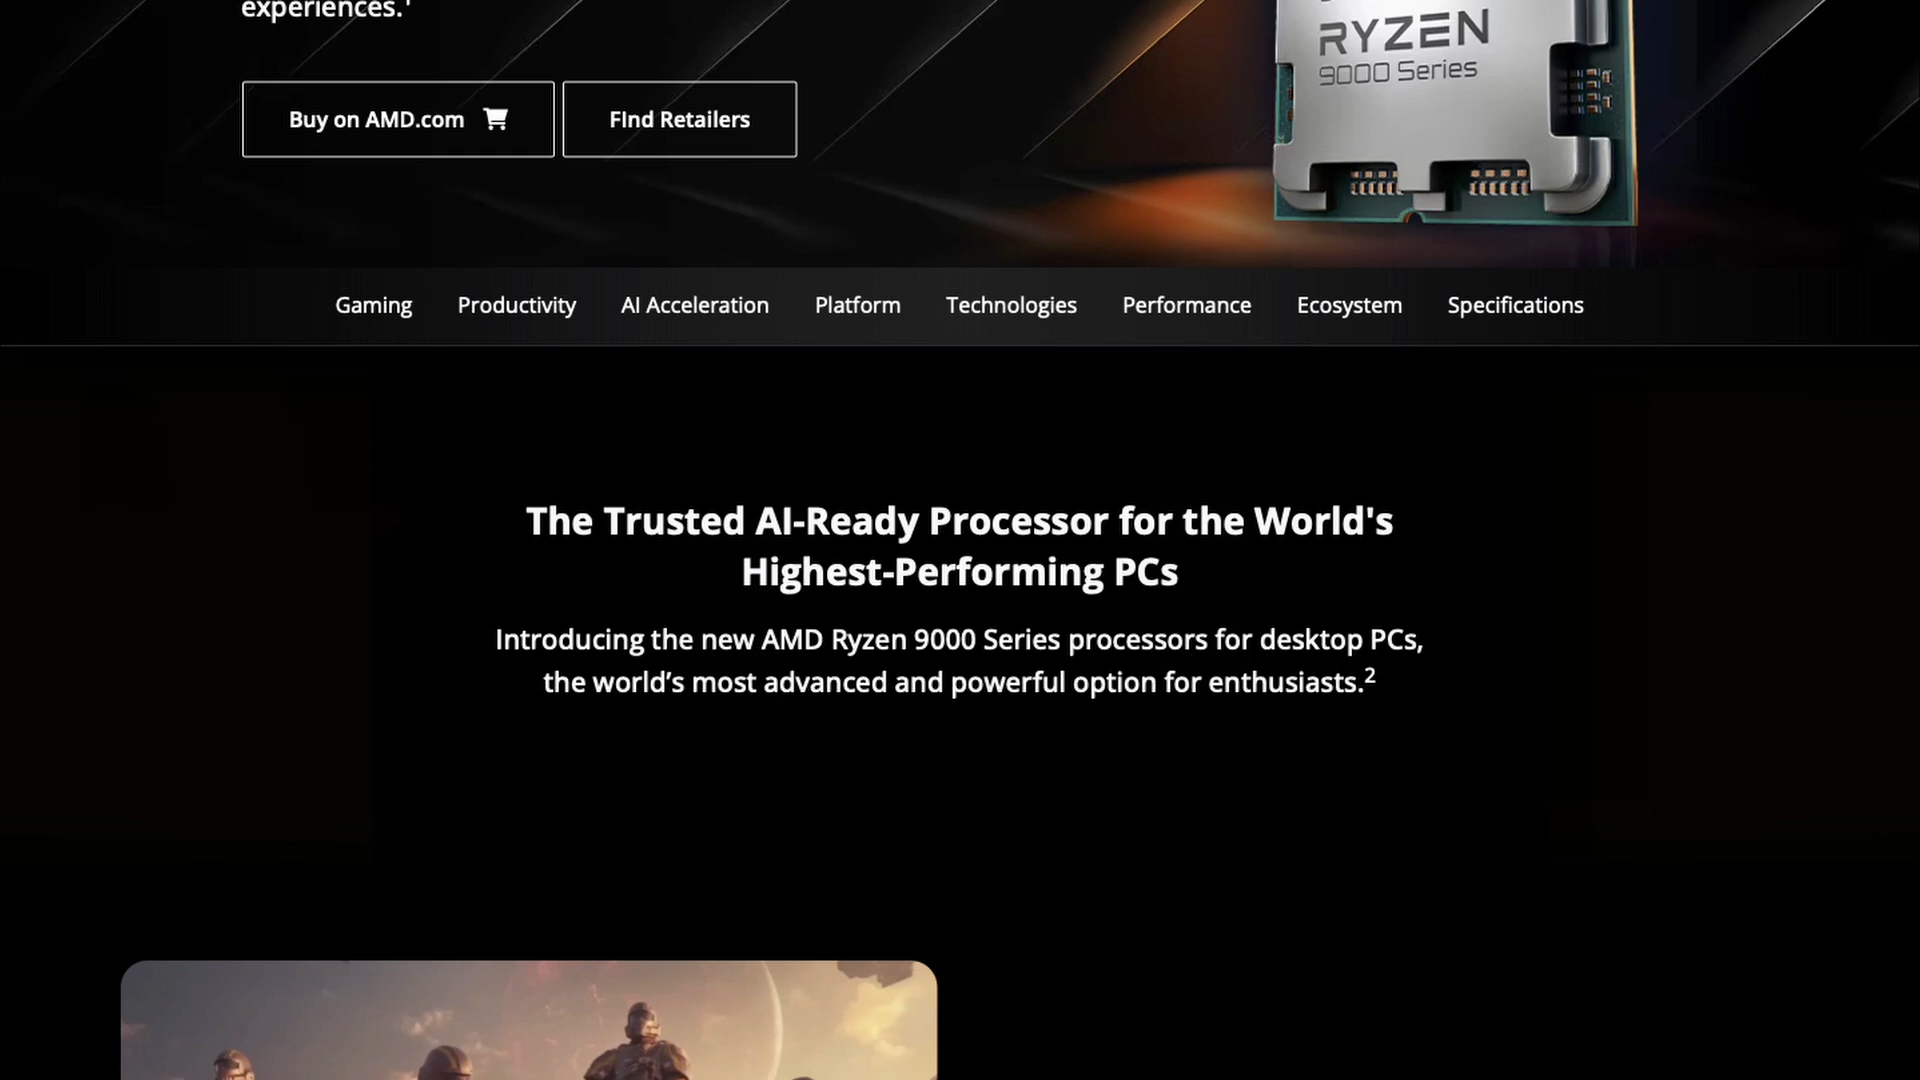 experiences.¹
RYZEN
9000 Series
Buy on AMD.com
FInd Retailers
Gaming
Productivity
AI Acceleration
Platform
Technologies
Performance
Ecosystem
Specifications
The Trusted AI-Ready Processor for the World's
Highest-Performing PCs
Introducing the new AMD Ryzen 9000 Series processors for desktop PCs,
the world’s most advanced and powerful option for enthusiasts.²